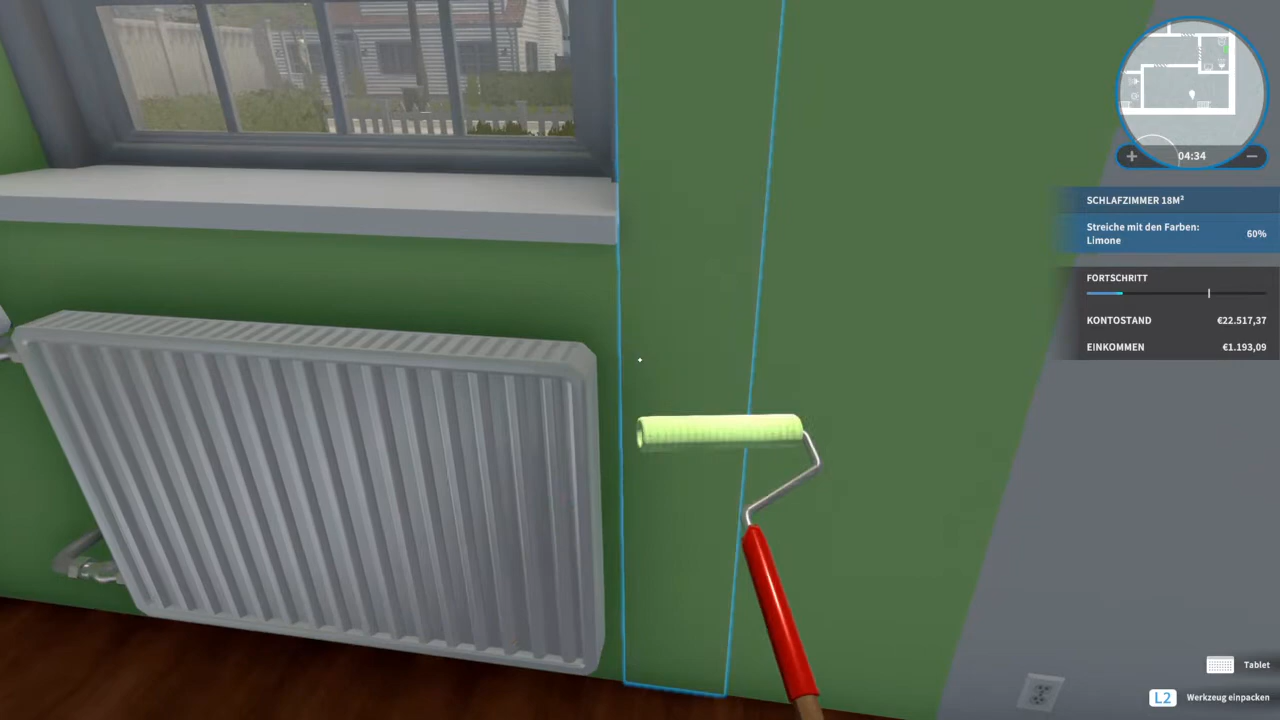 04:34
SCHLAFZIMMER 18M²
Streiche mit den Farben:
Limone
60%
FORTSCHRITT
KONTOSTAND €22.517,37
EINKOMMEN €1.193,09
Tablet
L2 Werkzeug einpacken